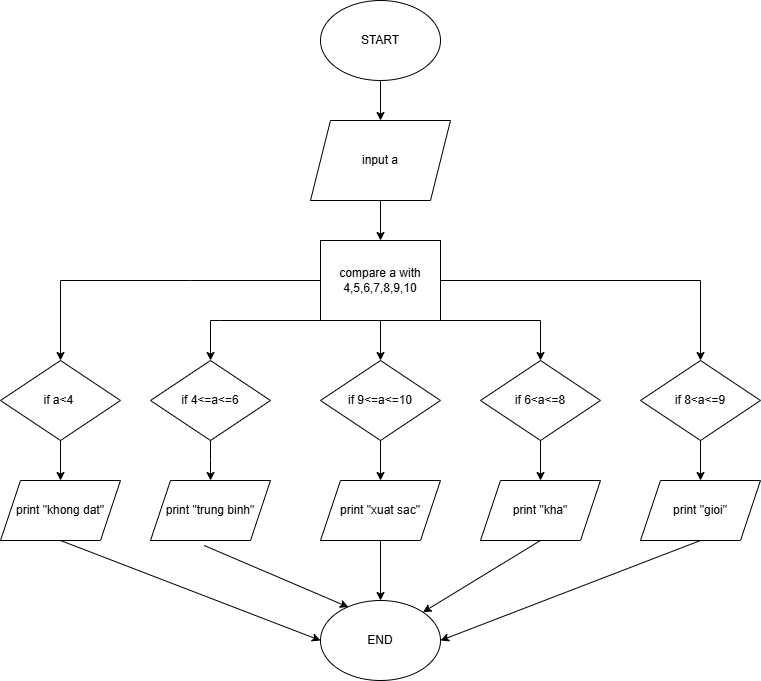 START
input a
compare a with
4,5,6,7,8,9,10
if a<4
if 4<=a<=6
if 9<=a<=10
if 6<a<=8
if 8<a<=9
print "khong dat"
print "trung binh"
print "xuat sac"
print "kha"
print "gioi"
END